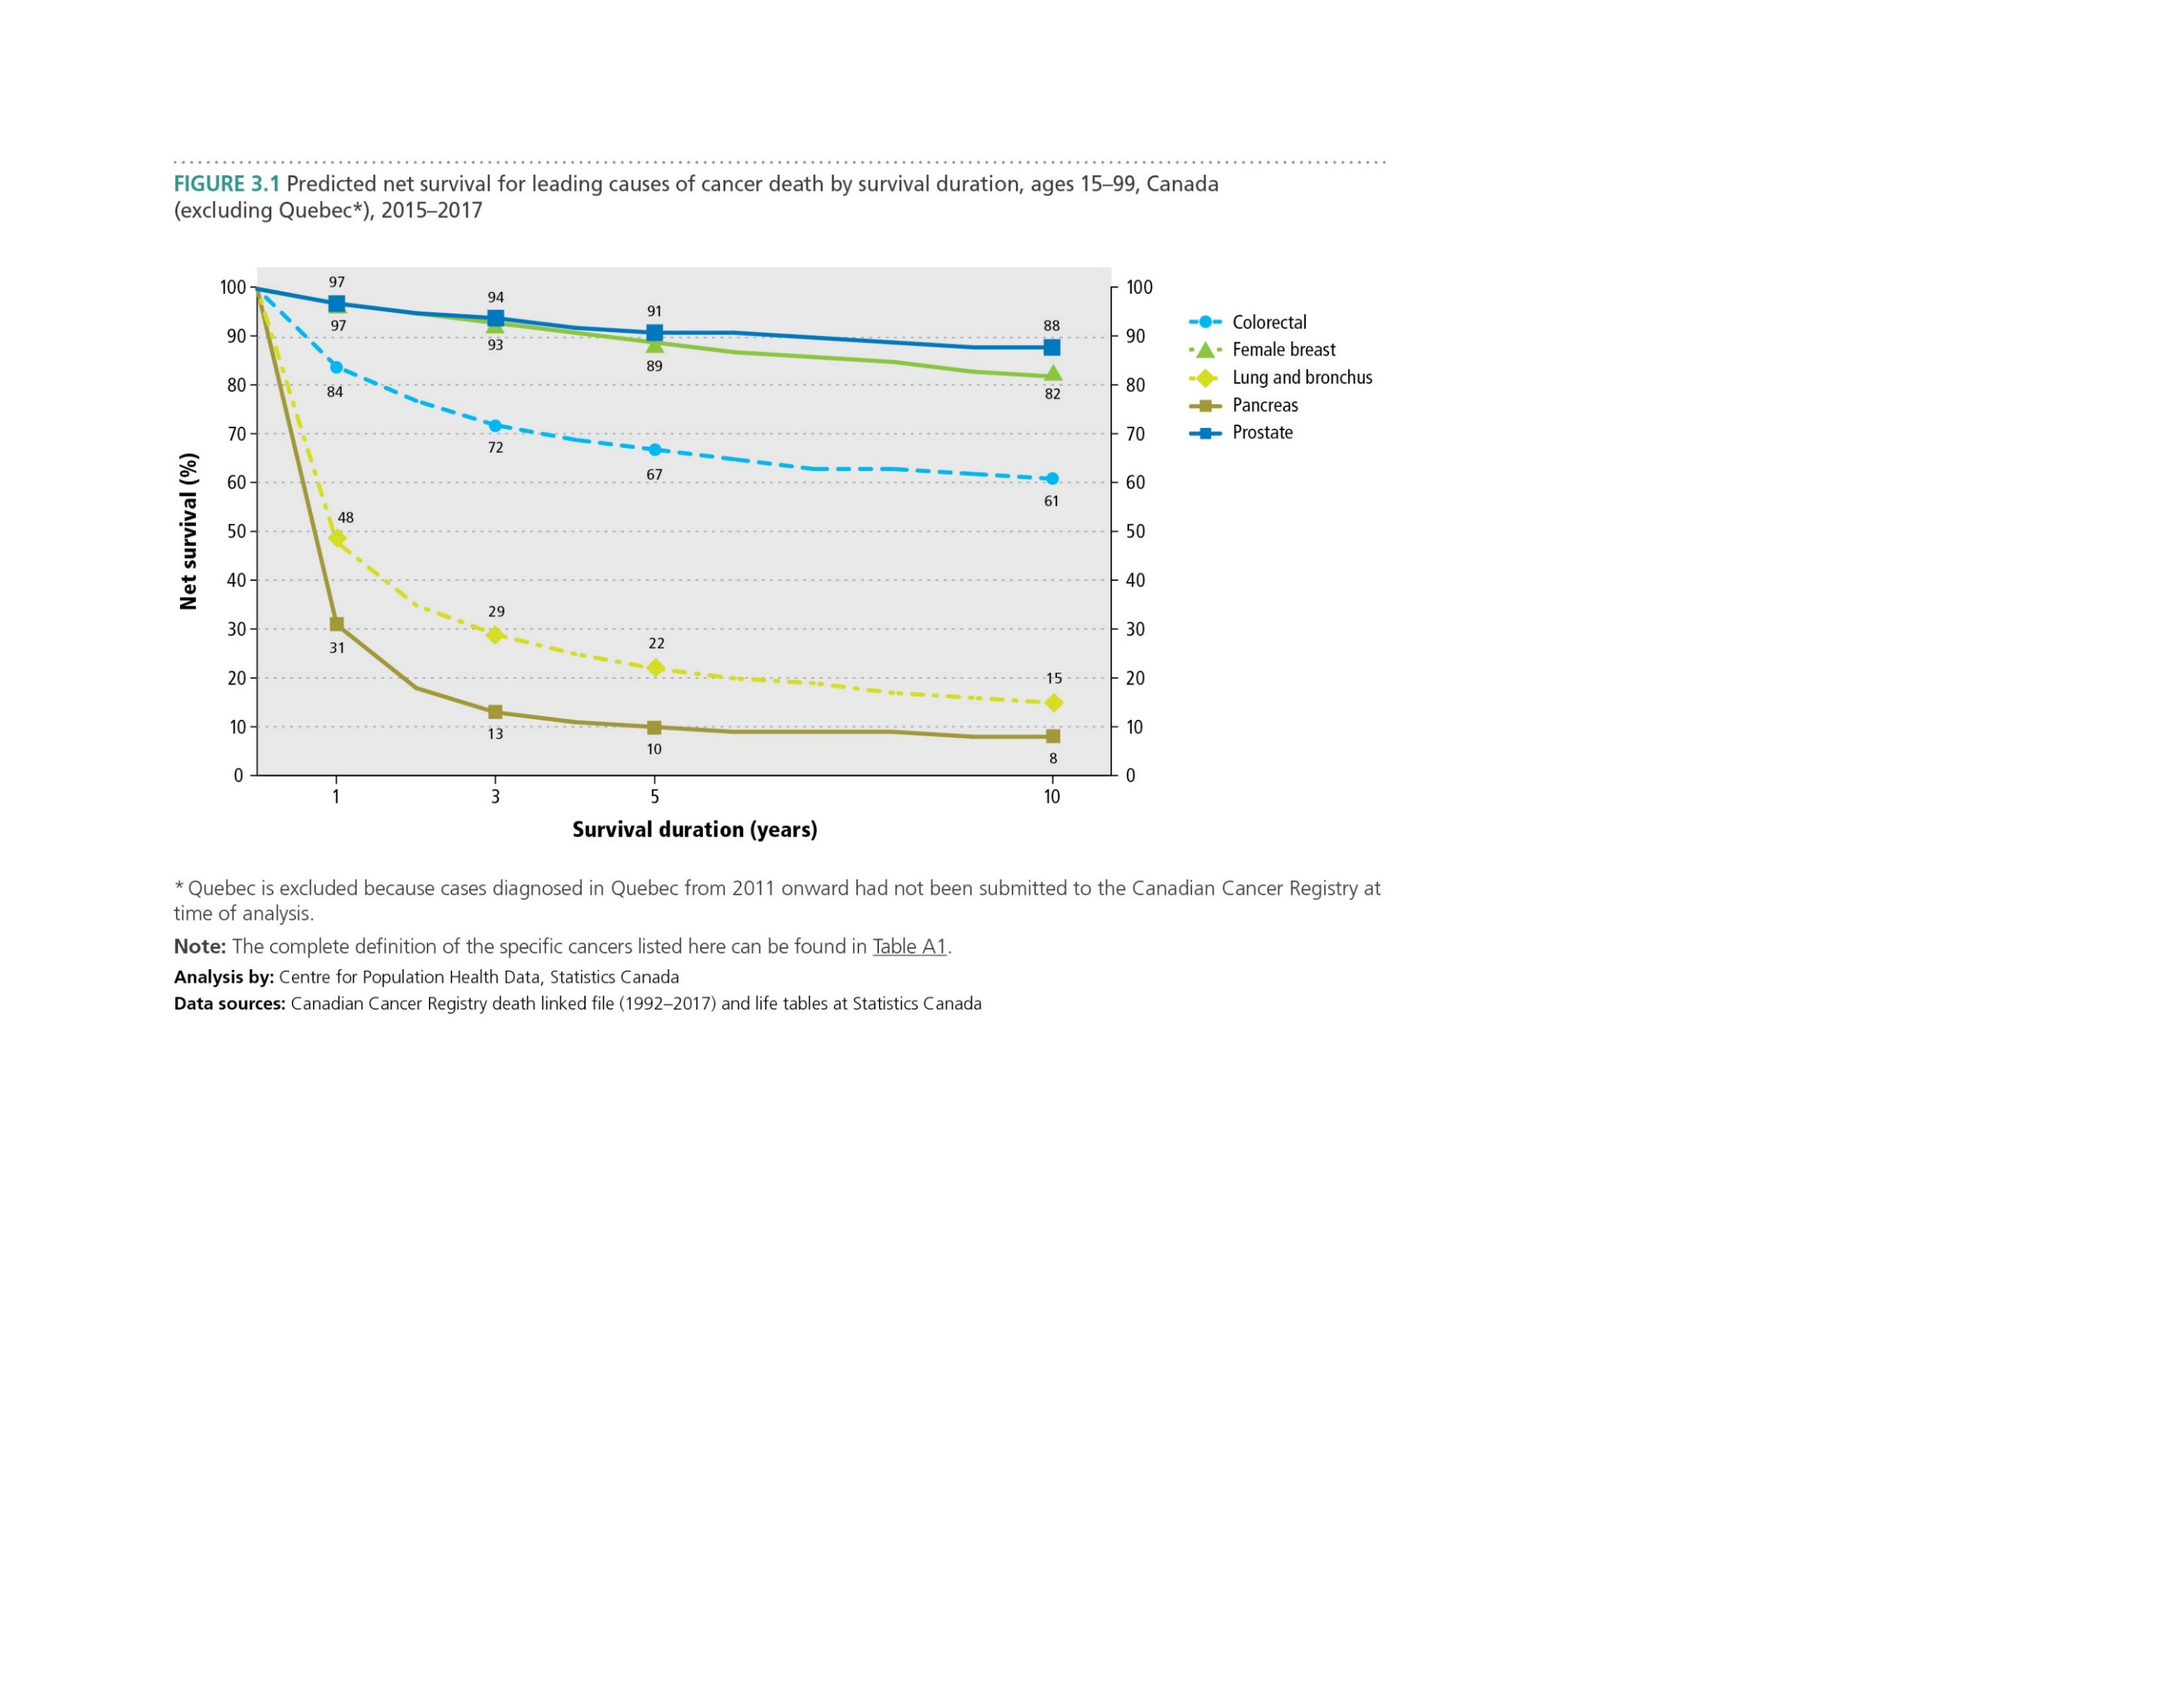 FIGURE 3.1 Predicted net survival for leading causes of cancer death by survival duration, ages 15–99, Canada
(excluding Quebec*), 2015–2017
Net survival (%)
100
90
80
70
60
50
40
30
20
10
0
97
97
84
48
31
94
93
72
29
13
91
89
67
22
10
88
82
61
15
8
100
90
80
70
60
50
40
30
20
10
0
1 3 5 10
Survival duration (years)
Colorectal
Female breast
Lung and bronchus
Pancreas
Prostate
* Quebec is excluded because cases diagnosed in Quebec from 2011 onward had not been submitted to the Canadian Cancer Registry at
time of analysis.
Note: The complete definition of the specific cancers listed here can be found in Table A1.
Analysis by: Centre for Population Health Data, Statistics Canada
Data sources: Canadian Cancer Registry death linked file (1992–2017) and life tables at Statistics Canada